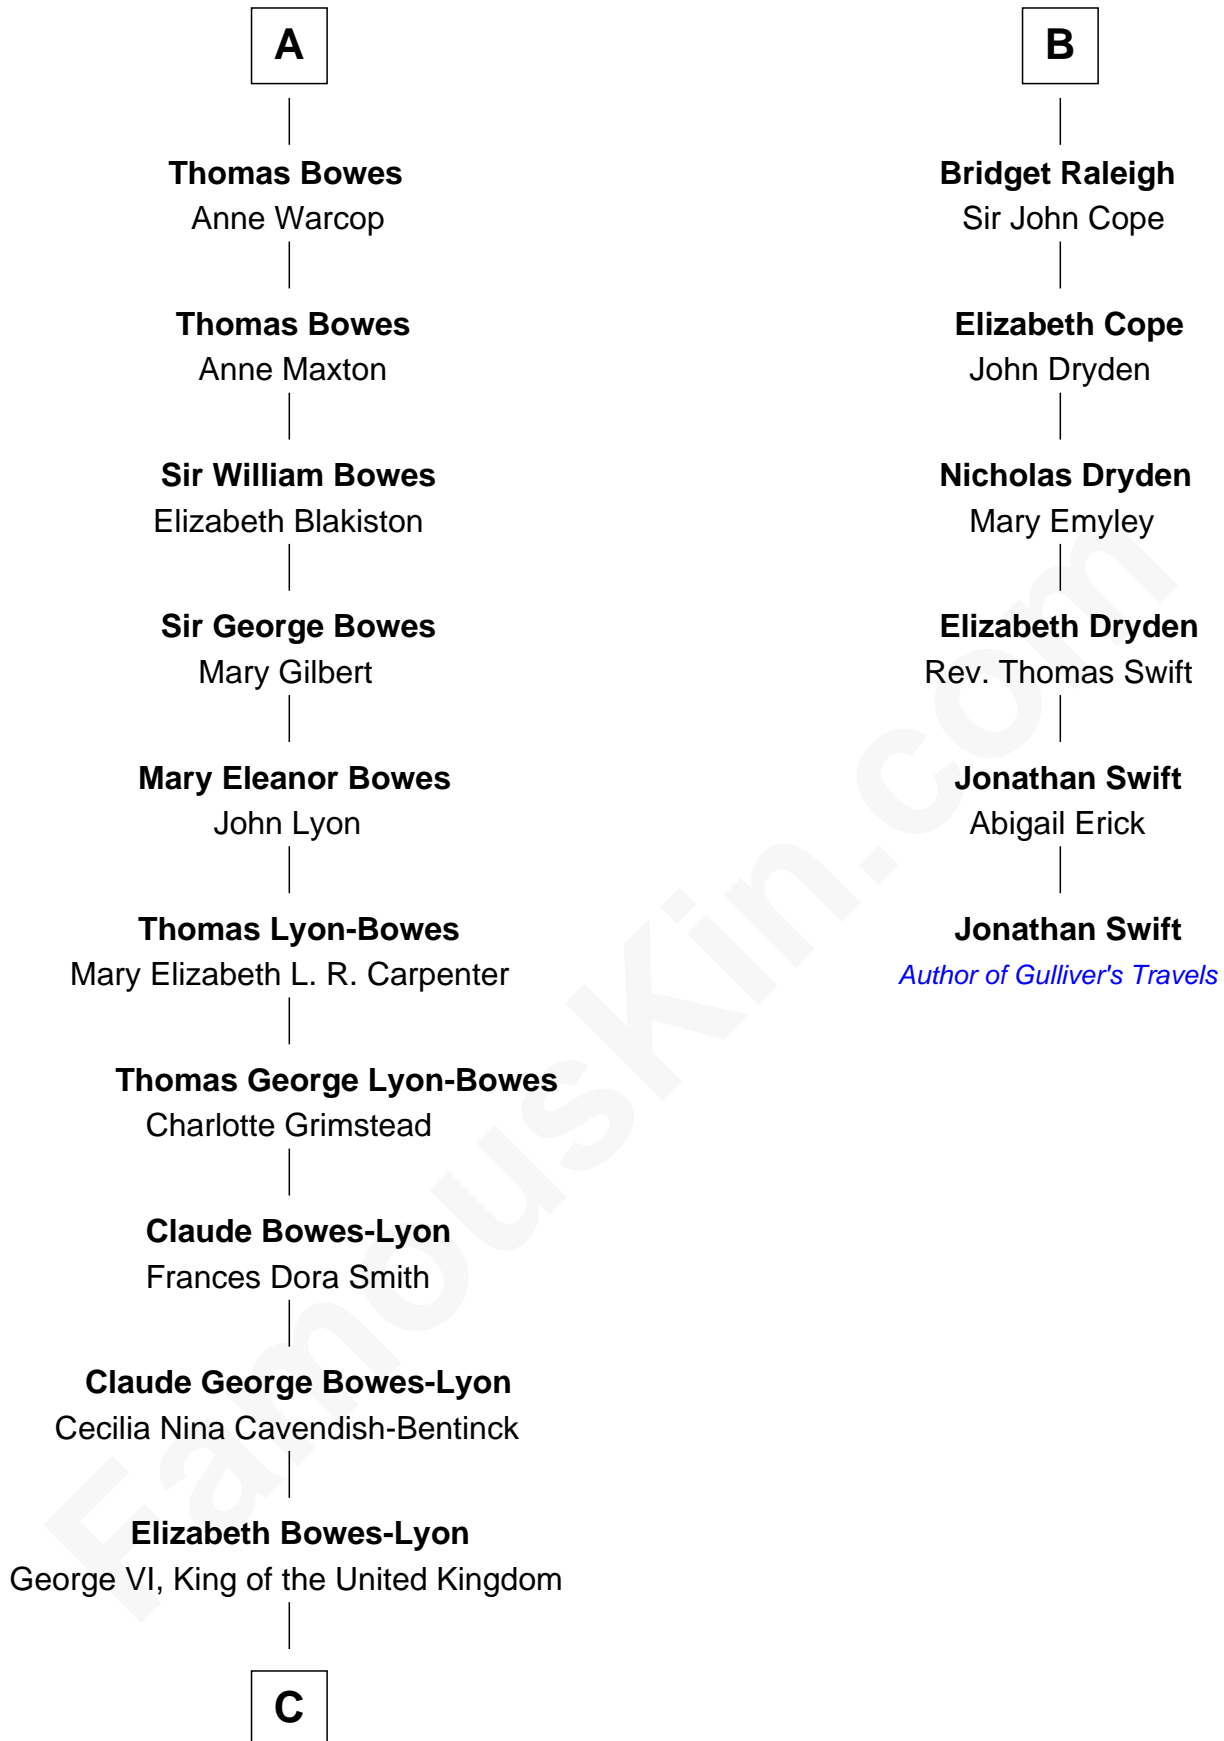 A
Thomas Bowes
Anne Warcop
Thomas Bowes
Anne Maxton
Sir William Bowes
Elizabeth Blakiston
Sir George Bowes
Mary Gilbert
Mary Eleanor Bowes
John Lyon
Thomas Lyon-Bowes
Mary Elizabeth L. R. Carpenter
Thomas George Lyon-Bowes
Charlotte Grimstead
Claude Bowes-Lyon
Frances Dora Smith
Claude George Bowes-Lyon
Cecilia Nina Cavendish-Bentinck
Elizabeth Bowes-Lyon
George VI, King of the United Kingdom
C
B
Bridget Raleigh
Sir John Cope
Elizabeth Cope
John Dryden
Nicholas Dryden
Mary Emyley
Elizabeth Dryden
Rev. Thomas Swift
Jonathan Swift
Abigail Erick
Jonathan Swift
Author of Gulliver's Travels
FamousKin.com